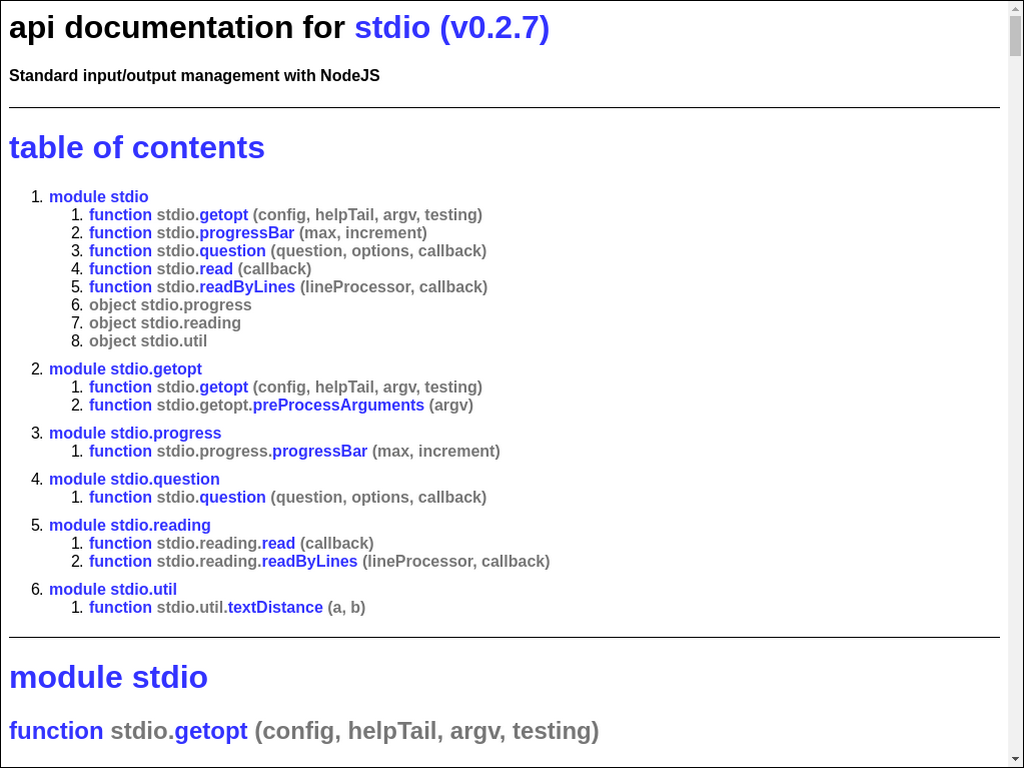 api documentation for stdio (v0.2.7)
Standard input/output management with NodeJS
table of contents
1. module stdio
1. function stdio.getopt (config, helpTail, argv, testing)
2. function stdio.progressBar (max, increment)
3. function stdio.question (question, options, callback)
4. function stdio.read (callback)
5. function stdio.readByLines (lineProcessor, callback)
6. object stdio.progress
7. object stdio.reading
8. object stdio.util
2. module stdio.getopt
1. function stdio.getopt (config, helpTail, argv, testing)
2. function stdio.getopt.preProcessArguments (argv)
3. module stdio.progress
1. function stdio.progress.progressBar (max, increment)
4. module stdio.question
1. function stdio.question (question, options, callback)
5. module stdio.reading
1. function stdio.reading.read (callback)
2. function stdio.reading.readByLines (lineProcessor, callback)
6. module stdio.util
1. function stdio.util.textDistance (a, b)
module stdio
function stdio.getopt (config, helpTail, argv, testing)